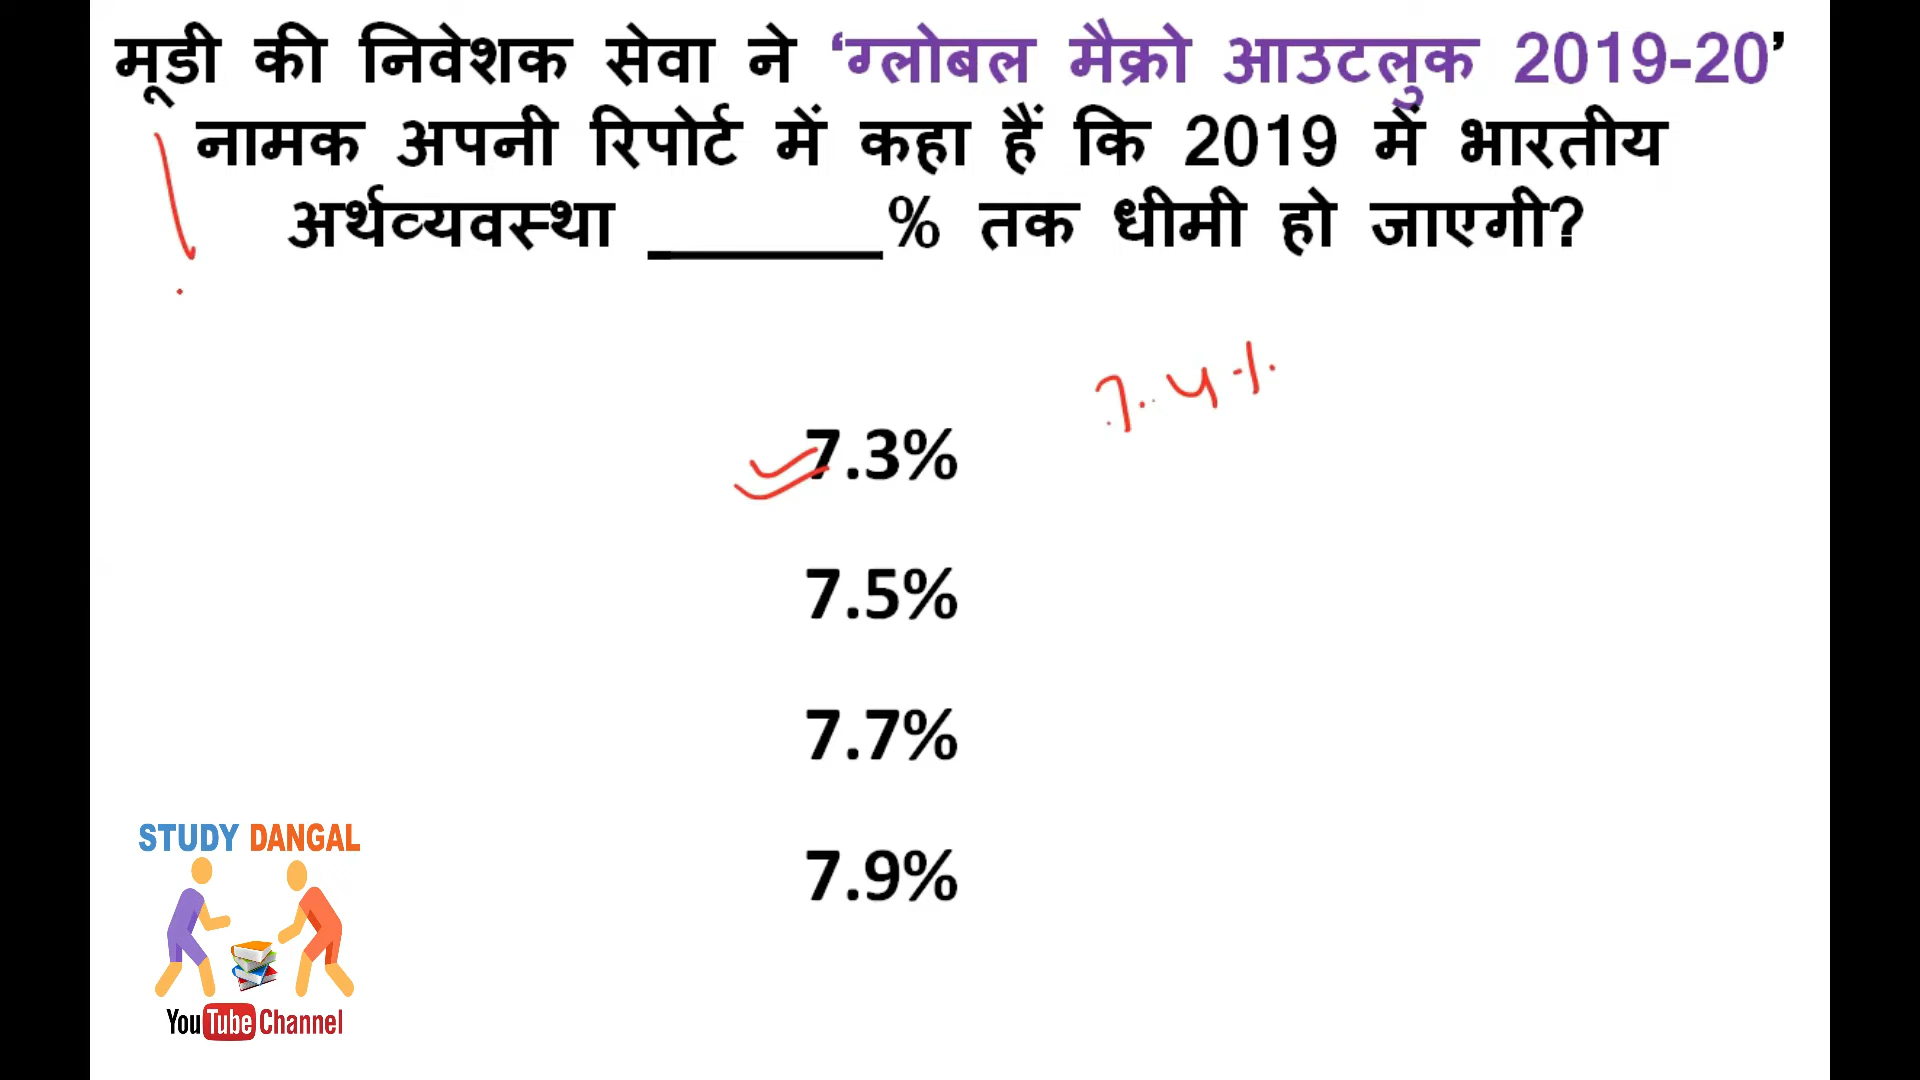 मूडी की निवेशक सेवा ने ‘ग्लोबल मैक्रो आउटलुक 2019-20’
नामक अपनी रिपोर्ट में कहा हैं कि 2019 में भारतीय
अर्थव्यवस्था ______% तक धीमी हो जाएगी?
7.4%
7.3%
7.5%
7.7%
7.9%
STUDY DANGAL
YouTube Channel